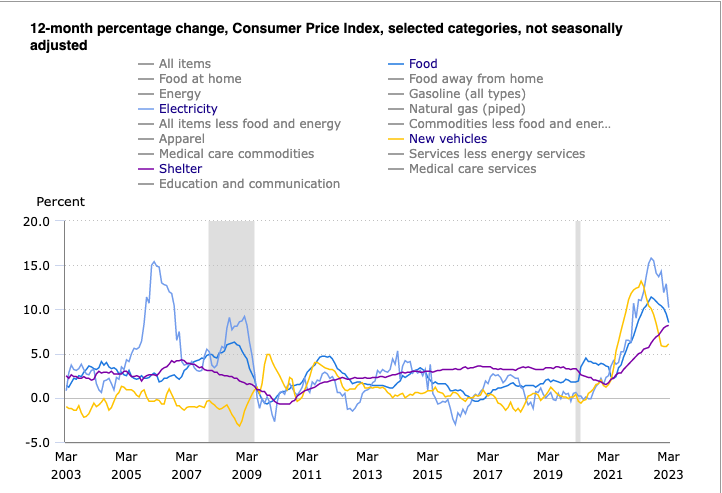 12-month percentage change, Consumer Price Index, selected categories, not seasonally
adjusted
All items
Food
Food at home
Food away from home
Energy
Gasoline (all types)
Electricity
Natural gas (piped)
All items less food and energy
Commodities less food and ener...
Apparel
New vehicles
Medical care commodities
Services less energy services
Shelter
Medical care services
Education and communication
Percent
20.0
15.0
10.0
5.0
0.0
-5.0
Mar Mar Mar Mar Mar Mar Mar Mar Mar Mar Mar
2003 2005 2007 2009 2011 2013 2015 2017 2019 2021 2023